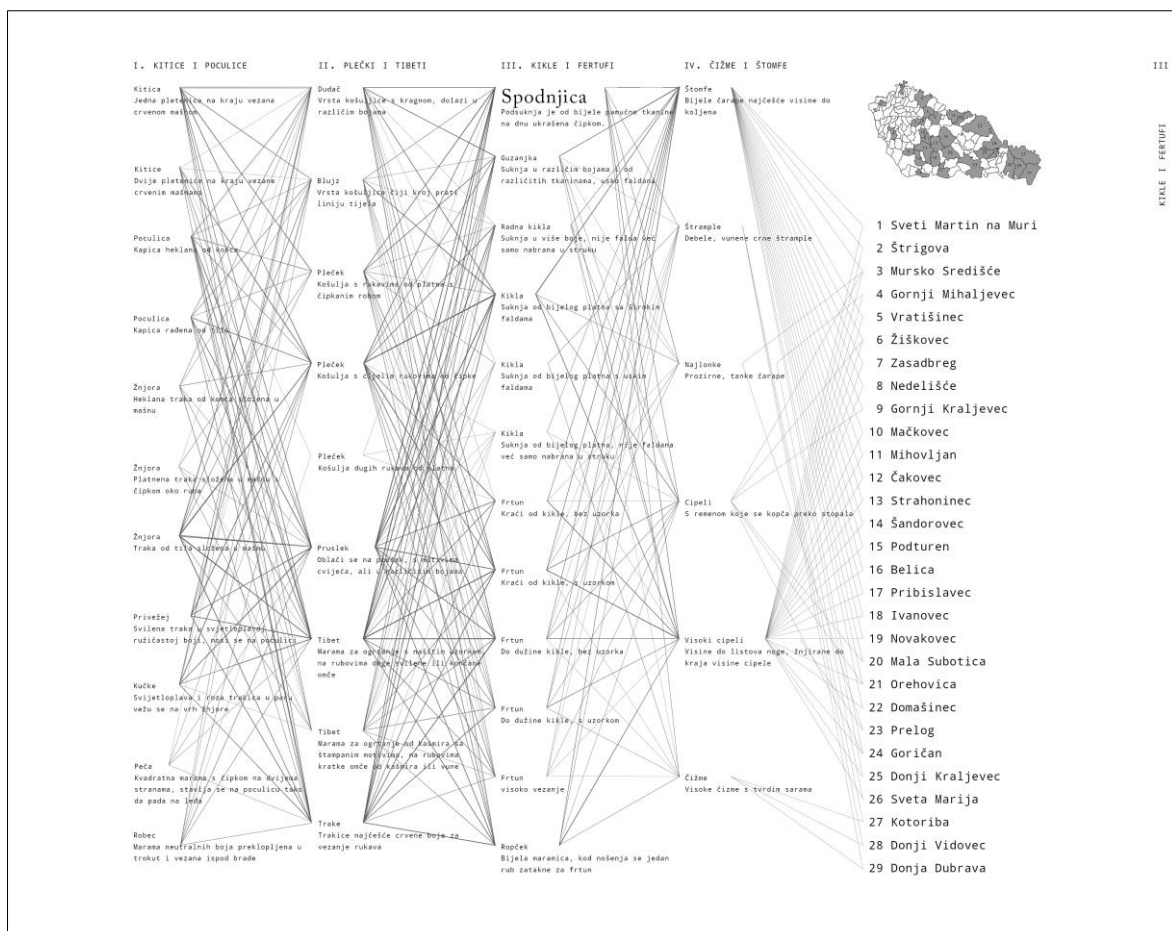 I. KITICE I POCULICE
Kitica
Jedna pletenica na kraju vezana
crvenom mašnom
Kitice
Dvije pletenice na kraju vezane
crvenim mašnama
Poculica
Kapica heklana od
Poculica
Kapica rađena od tila
Žnjora
Heklana traka od konca složena u
mašnu
Žnjora
Platnena traka složena u mašnu s
čipkom oko ruba
Žnjora
Traka od tila složena u mašnu
Privežej
Svilena traka u svjetloplavoj
ružičastoj boji, nosi se na poculici
Kučke
Svijetloplava i roza trakica u paru
vežu se na vrh žnjore
Peča
Kvadratna marama s čipkom na dvijema
stranama, stavlja se na poculicu tako
da pada na leđa
Robec
Marama neutralnih boja preklopljena u
trokut i vezana ispod brade
II. PLEČKI I TIBETI
Dudač
Vrsta košuljice s kragnom, dolazi u
različim bojama
Blujz
Vrsta košuljice čiji kroj prati
liniju tijela
Pleček
Košulja s rukavima od platna s
čipkanim robom
Pleček
Košulja s cijelim rukovima od čipke
Pleček
Košulja dugih rukava od platna
Pruslek
Oblači se na pleček, s motivima
cvijeća, ali u različitim bojama
Tibet
Marama za ogrtanje s našitim uzorkom,
na rubovima duge svilene ili končane
omče
Tibet
Marama za ogrtanje od kašmira sa
štampanim motivima, na rubovima
kratke omče od kašmira ili vune
Trake
Trakice najčešće crvene boje za
vezanje rukava
III. KIKLE I FERTUFI
Spodnjica
Podsuknja je od bijele pamučne tkanine
na dnu ukrašena čipkom.
Guzanjka
Suknja u različim bojama i od
različitih tkanina, usko faldana
Radna kikla
Suknja u više boje, nije falda već
samo nabrana u struku
Kikla
Suknja od bijelog platna sa širokim
faldama
Kikla
Suknja od bijelog platna s uskim
faldama
Kikla
Suknja od bijelog platna, nije faldana
već samo nabrana u struku
Frtun
Kraći od kikle, bez uzorka
Frtun
Kraći od kikle, s uzorkom
Frtun
Do dužine kikle, bez uzorka
Frtun
Do dužine kikle, s uzorkom
Frtun
visoko vezanje
Ropček
Bijela maramica, kod nošenja se jedan
rub zatakne za frtun
IV. ČIŽME I ŠTOMFE
Štomfe
Bijele čarape najčešće visine do
koljena
Štrample
Debele, vunene crne štrample
Najlonke
Prozirne, tanke čarape
Cipeli
S remenom koje se kopča preko stopala
Visoki cipeli
Visine do listova noge, žnjirane do
kraja visine cipele
Čižme
Visoke čizme s tvrdim sarama
1 Sveti Martin na Muri
2 Štrigova
3 Mursko Središće
4 Gornji Mihaljevec
5 Vratišinec
6 Žiškovec
7 Zasadbreg
8 Nedelišće
9 Gornji Kraljevec
10 Mačkovec
11 Mihovljan
12 Čakovec
13 Strahoninec
14 Šandorovec
15 Podturen
16 Belica
17 Pribislavec
18 Ivanovec
19 Novakovec
20 Mala Subotica
21 Orehovica
22 Domašinec
23 Prelog
24 Goričan
25 Donji Kraljevec
26 Sveta Marija
27 Kotoriba
28 Donji Vidovec
29 Donja Dubrava
III
KIKLE I FERTUFI